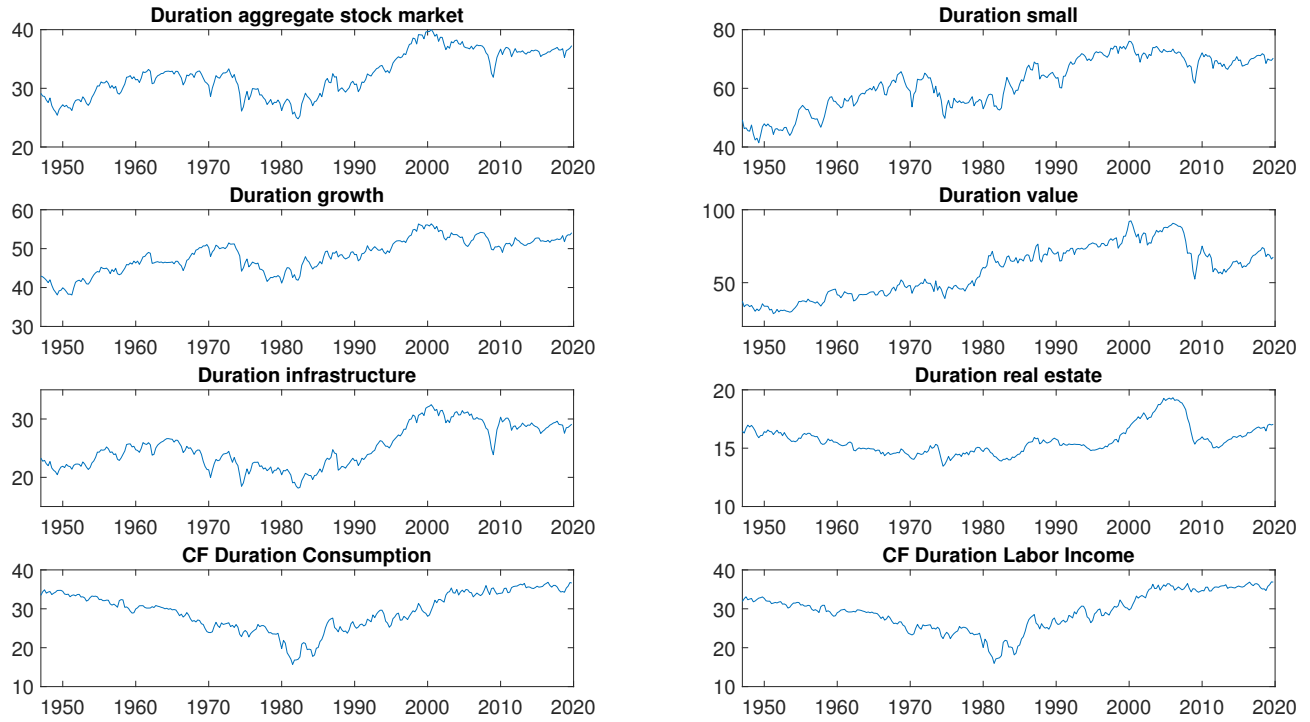 Duration aggregate stock market
40
30
20
1950 1960 1970 1980 1990 2000 2010 2020
Duration small
80
60
40
1950 1960 1970 1980 1990 2000 2010 2020
Duration growth
60
50
40
30
1950 1960 1970 1980 1990 2000 2010 2020
Duration value
100
50
1950 1960 1970 1980 1990 2000 2010 2020
Duration infrastructure
30
20
1950 1960 1970 1980 1990 2000 2010 2020
Duration real estate
20
15
10
1950 1960 1970 1980 1990 2000 2010 2020
CF Duration Consumption
40
30
20
10
1950 1960 1970 1980 1990 2000 2010 2020
CF Duration Labor Income
40
30
20
10
1950 1960 1970 1980 1990 2000 2010 2020